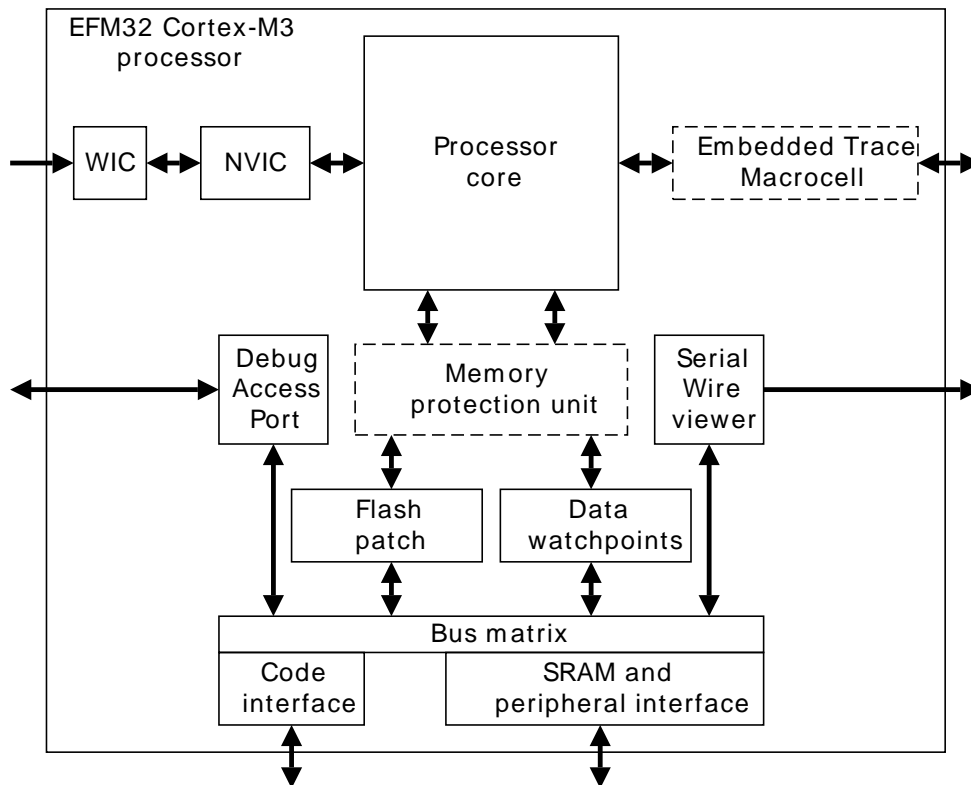 EFM32 Cortex-M3
processor
WIC
NVIC
Processor
core
Embedded Trace
Macrocell
Debug
Access
Port
Memory
protection unit
Serial
Wire
viewer
Flash
patch
Data
watchpoints
Bus matrix
Code
interface
SRAM and
peripheral interface